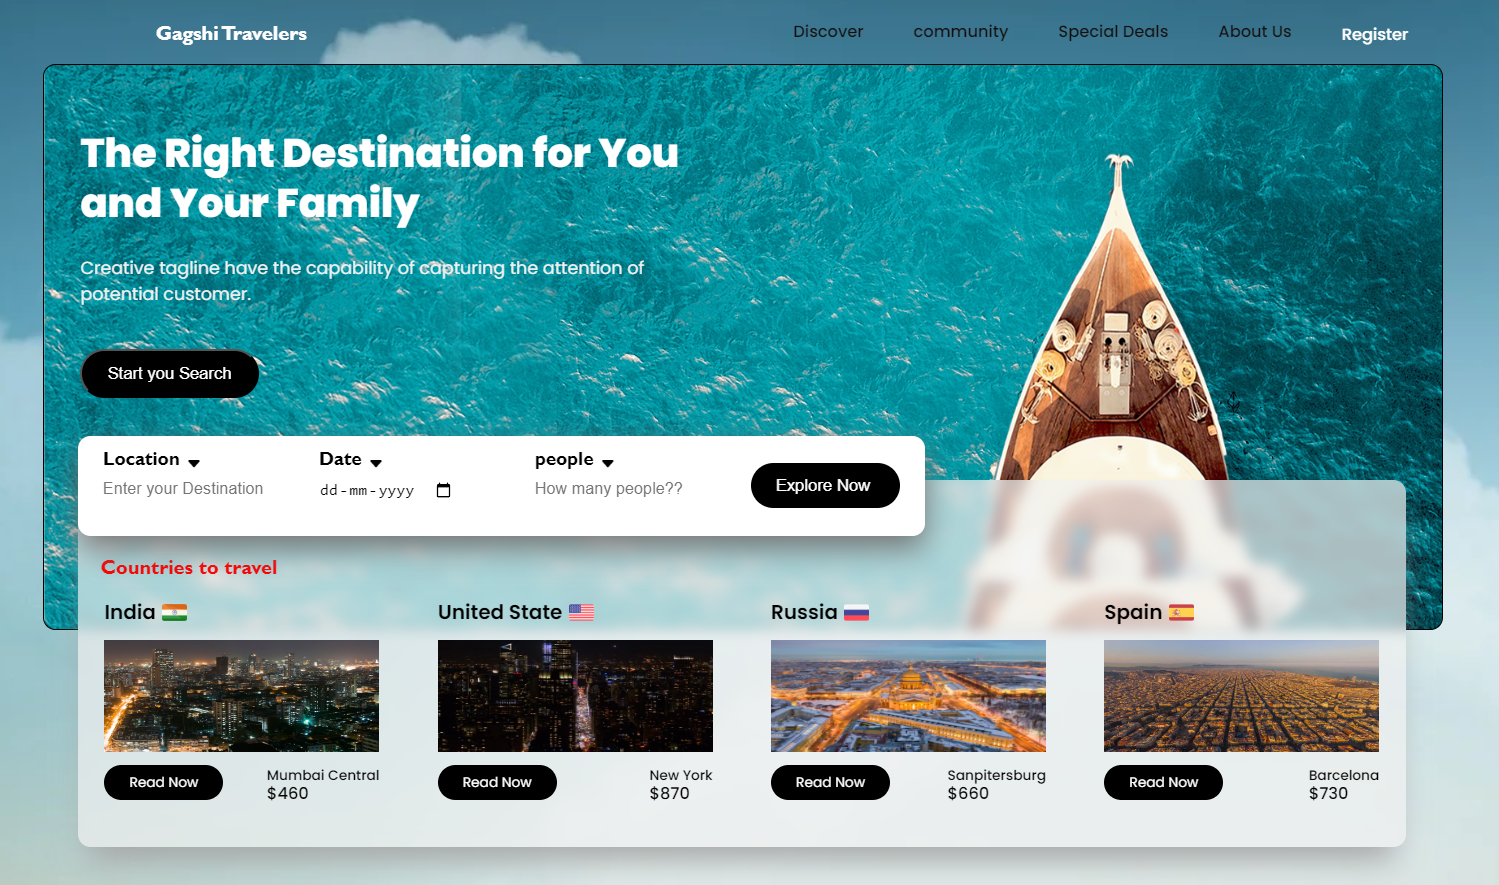 Gagshi Travelers
Discover
community
Special Deals
About Us
Register
The Right Destination for You
and Your Family
Creative tagline have the capability of capturing the attention of
potential customer.
Start you Search
Location
Date
people
Enter your Destination
dd-mm-yyyy
How many people??
Explore Now
Countries to travel
India
United State
Russia
Spain
Read Now
Mumbai Central
$460
Read Now
New York
$870
Read Now
Sanpitersburg
$660
Read Now
Barcelona
$730